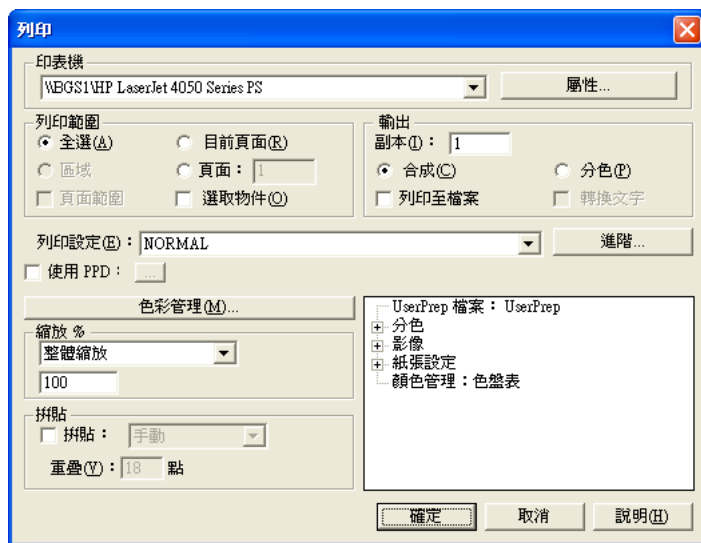 列印
印表機
\\BGS1\HP LaserJet 4050 Series PS
屬性...
列印範圍
全選(A)
目前頁面(R)
區域
頁面： 1
頁面範圍
選取物件(O)
輸出
副本(I)： 1
合成(C)
分色(P)
列印至檔案
轉換文字
列印設定(E)： NORMAL
進階...
使用 PPD： ...
色彩管理(M)...
縮放 %
整體縮放
100
拼貼
拼貼： 手動
重疊(V)： 18 點
UserPrep 檔案： UserPrep
分色
影像
紙張設定
顏色管理：色盤表
確定
取消
說明(H)